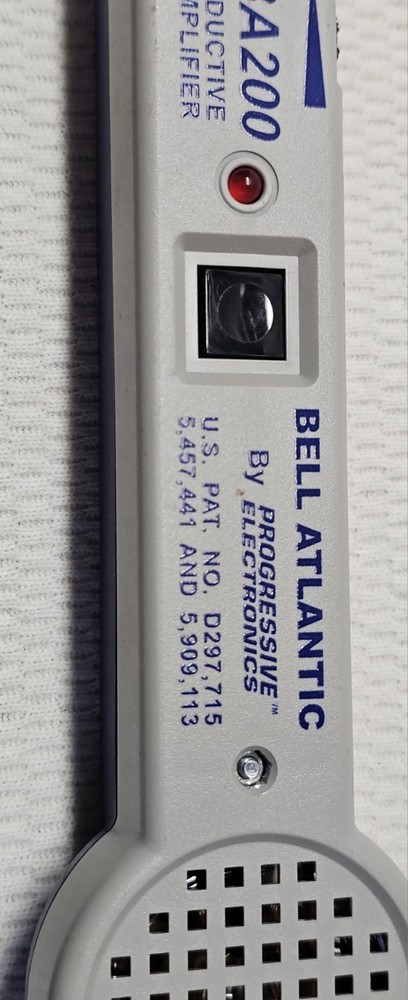 BA200
DUCTIVE
MPLIFIER
BELL ATLANTIC
By PROGRESSIVE™
ELECTRONICS
U.S. PAT. NO. D297,715
5,457,441 AND 5,909,113